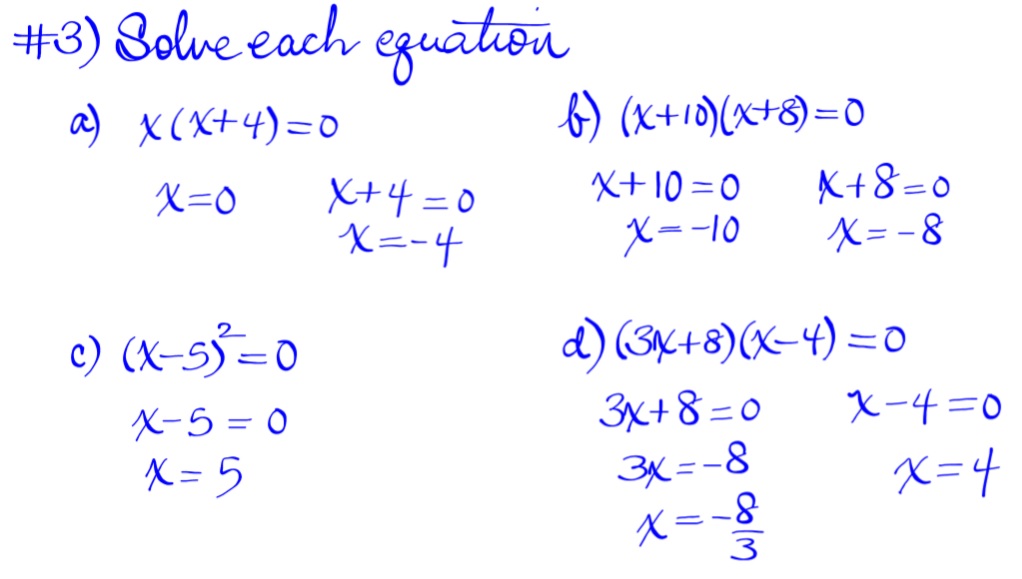 #3) Solve each equation
a) x(x+4)=0
x=0 x+4=0
x=-4
b) (x+10)(x+8)=0
x+10=0 x+8=0
x=-10 x=-8
c) (x-5)²=0
x-5=0
x=5
d) (3x+8)(x-4)=0
3x+8=0 x-4=0
3x=-8 x=4
x=-8/3